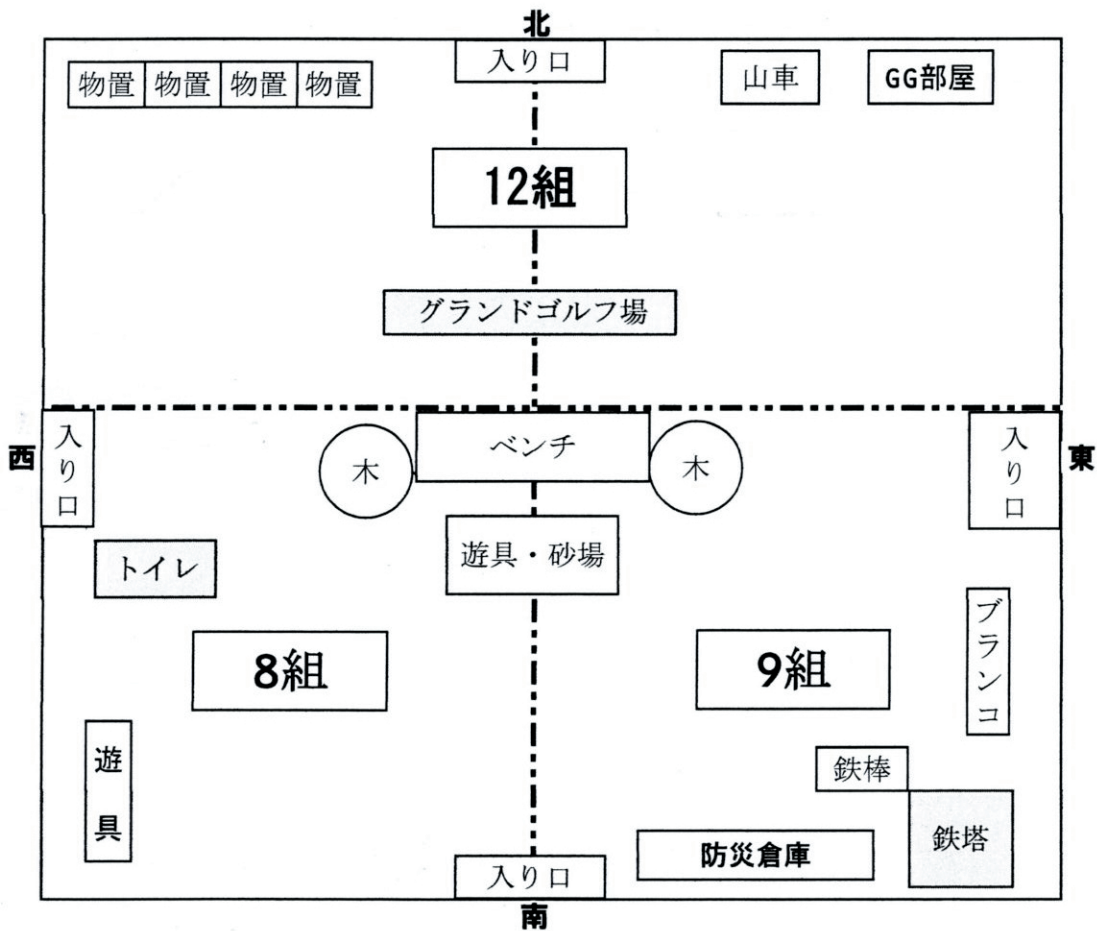 北
入り口
物置 物置 物置 物置
山車
GG部屋
12組
グランドゴルフ場
西
入り口
木
ベンチ
木
入り口
東
遊具・砂場
トイレ
ブランコ
8組
9組
遊具
鉄棒
鉄塔
防災倉庫
入り口
南